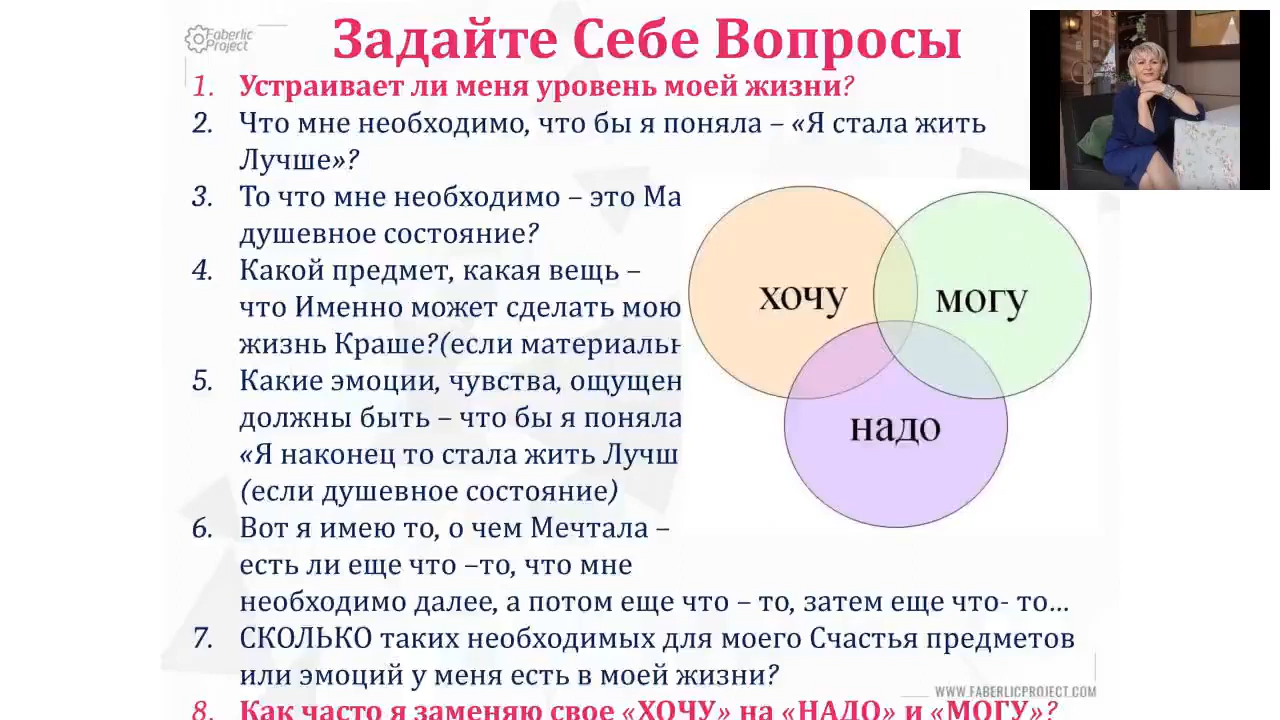 Faberlic
Project
Задайте Себе Вопросы
1. Устраивает ли меня уровень моей жизни?
2. Что мне необходимо, что бы я поняла – «Я стала жить
Лучше»?
3. То что мне необходимо – это Ма
душевное состояние?
4. Какой предмет, какая вещь –
что Именно может сделать мою
жизнь Краше?(если материальн
5. Какие эмоции, чувства, ощущен
должны быть – что бы я поняла
«Я наконец то стала жить Лучш
(если душевное состояние)
6. Вот я имею то, о чем Мечтала –
есть ли еще что –то, что мне
необходимо далее, а потом еще что – то, затем еще что- то…
7. СКОЛЬКО таких необходимых для моего Счастья предметов
или эмоций у меня есть в моей жизни?
8. Как часто я заменяю свое «ХОЧУ» на «НАДО» и «МОГУ»?
хочу
могу
надо
WWW.FABERLICPROJECT.COM